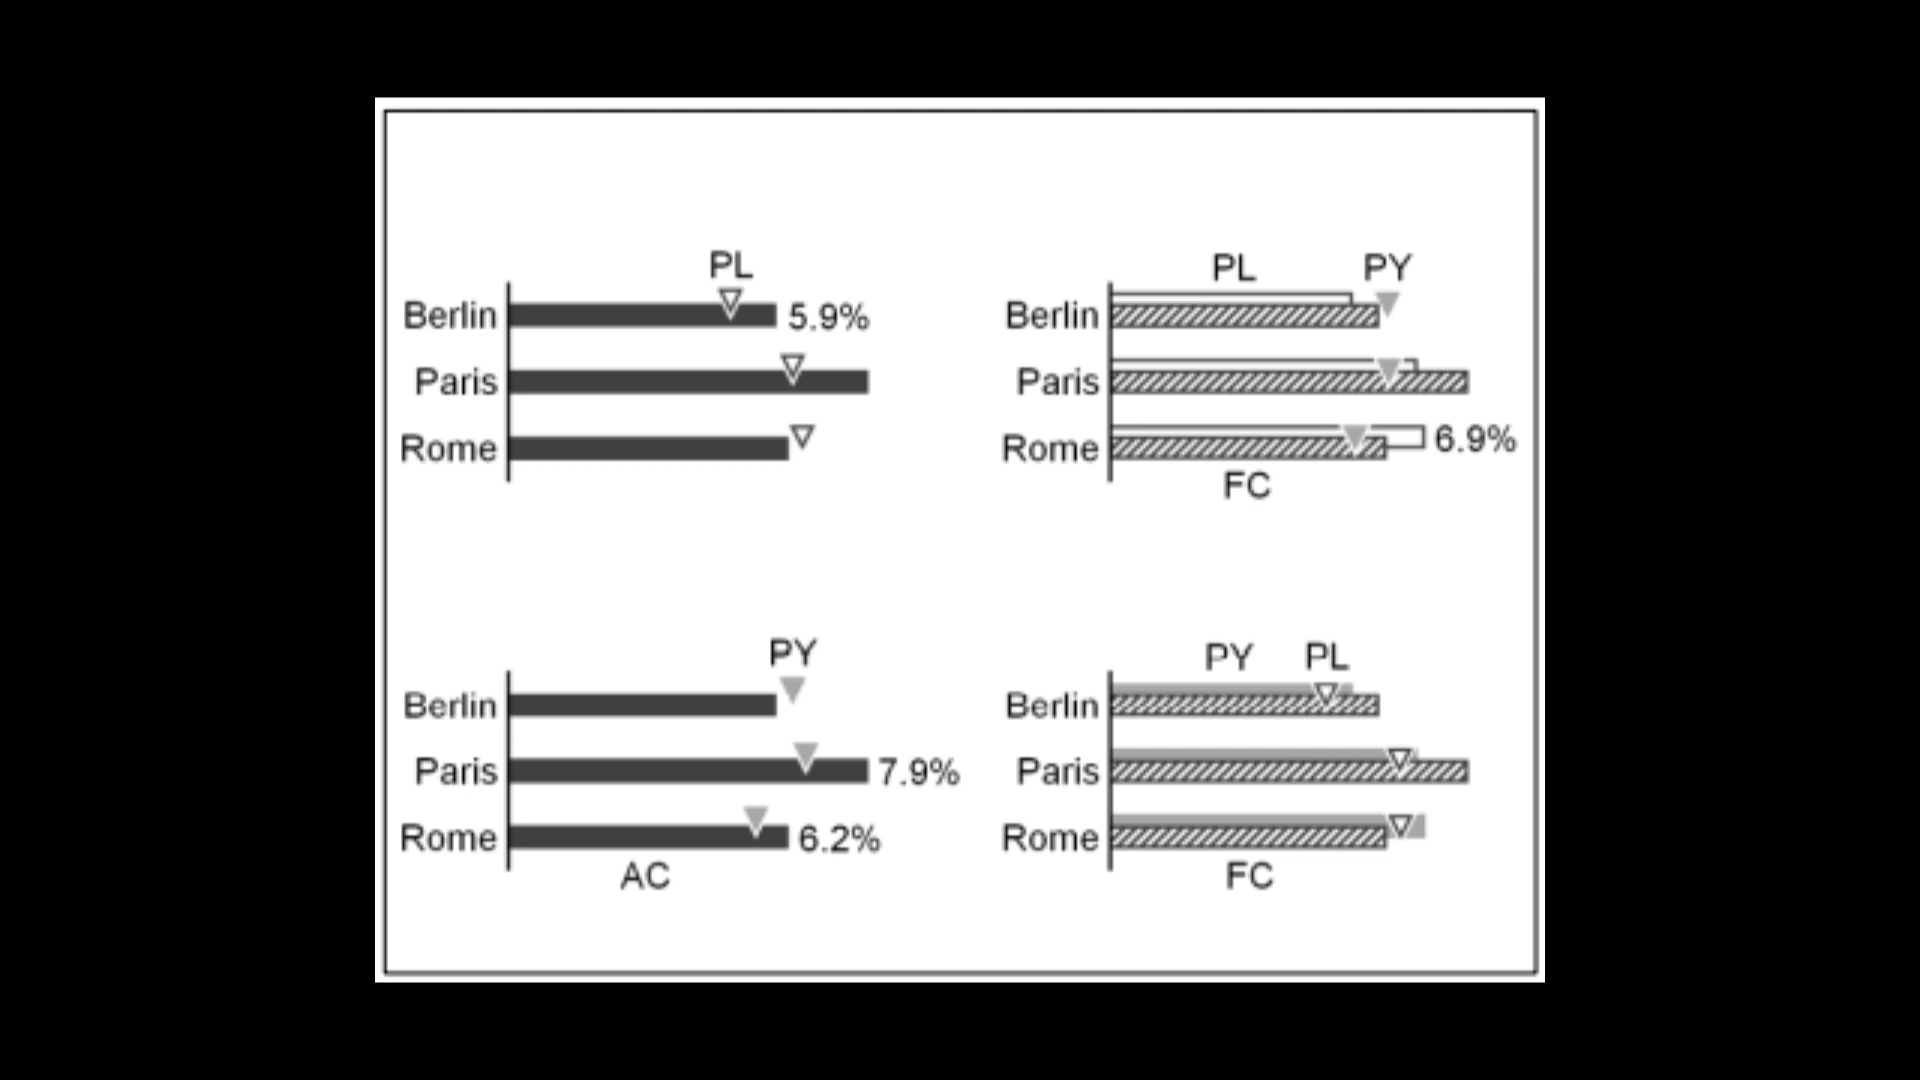 PL
Berlin 5.9%
Paris
Rome
PL PY
Berlin
Paris
Rome 6.9%
FC
PY
Berlin
Paris 7.9%
Rome 6.2%
AC
PY PL
Berlin
Paris
Rome
FC